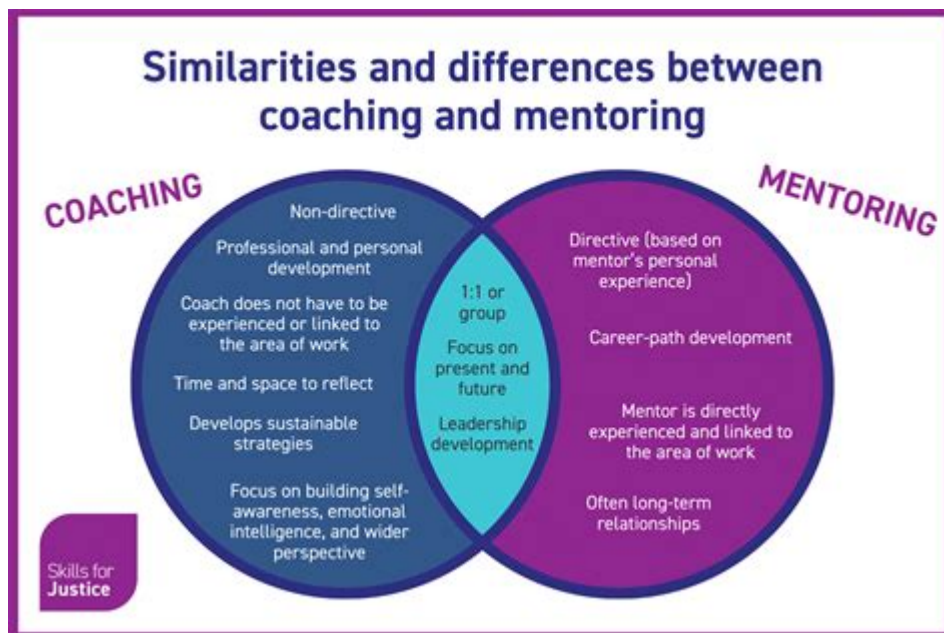 Similarities and differences between
coaching and mentoring
COACHING
Non-directive
Professional and personal
development
Coach does not have to be
experienced or linked to
the area of work
Time and space to reflect
Develops sustainable
strategies
Focus on building self-
awareness, emotional
intelligence, and wider
perspective
1:1 or
group
Focus on
present and
future
Leadership
development
MENTORING
Directive (based on
mentor's personal
experience)
Career-path development
Mentor is directly
experienced and linked to
the area of work
Often long-term
relationships
Skills for
Justice